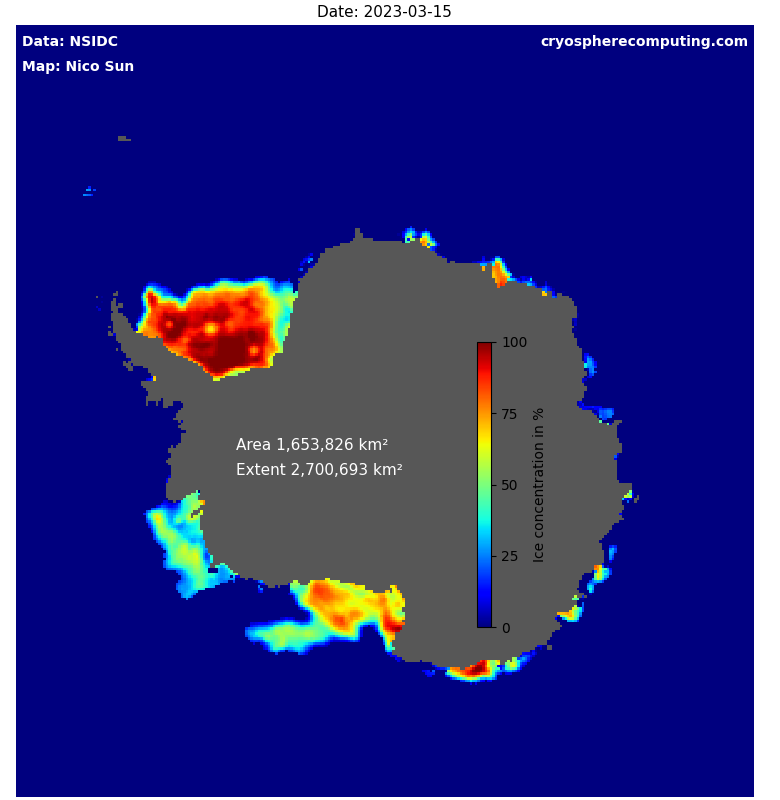 Date: 2023-03-15
Data: NSIDC
cryospherecomputing.com
Map: Nico Sun
100
75
50
25
0
Ice concentration in %
Area 1,653,826 km²
Extent 2,700,693 km²